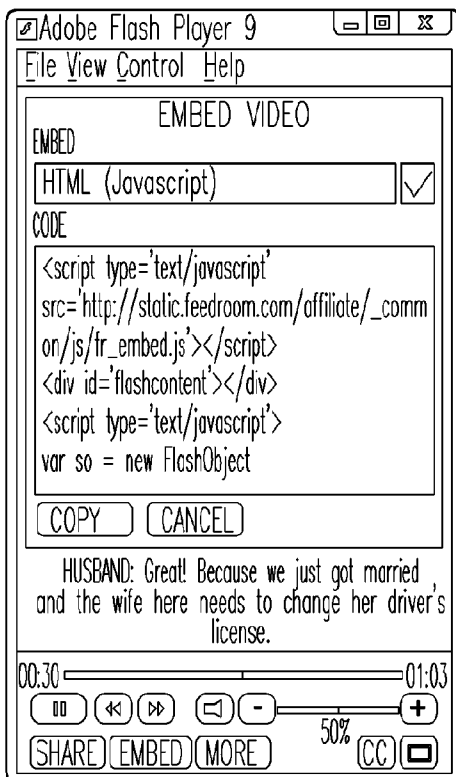 Adobe Flash Player 9
File View Control Help
EMBED VIDEO
EMBED
HTML (Javascript)
CODE
<script type='text/javascript'
src='http://static.feedroom.com/affiliate/_comm
on/js/fr_embed.js'></script>
<div id='flashcontent'></div>
<script type='text/javascript'>
var so = new FlashObject
COPY CANCEL
HUSBAND: Great! Because we just got married
and the wife here needs to change her driver's
license.
00:30 01:03
- +
50%
SHARE EMBED MORE CC